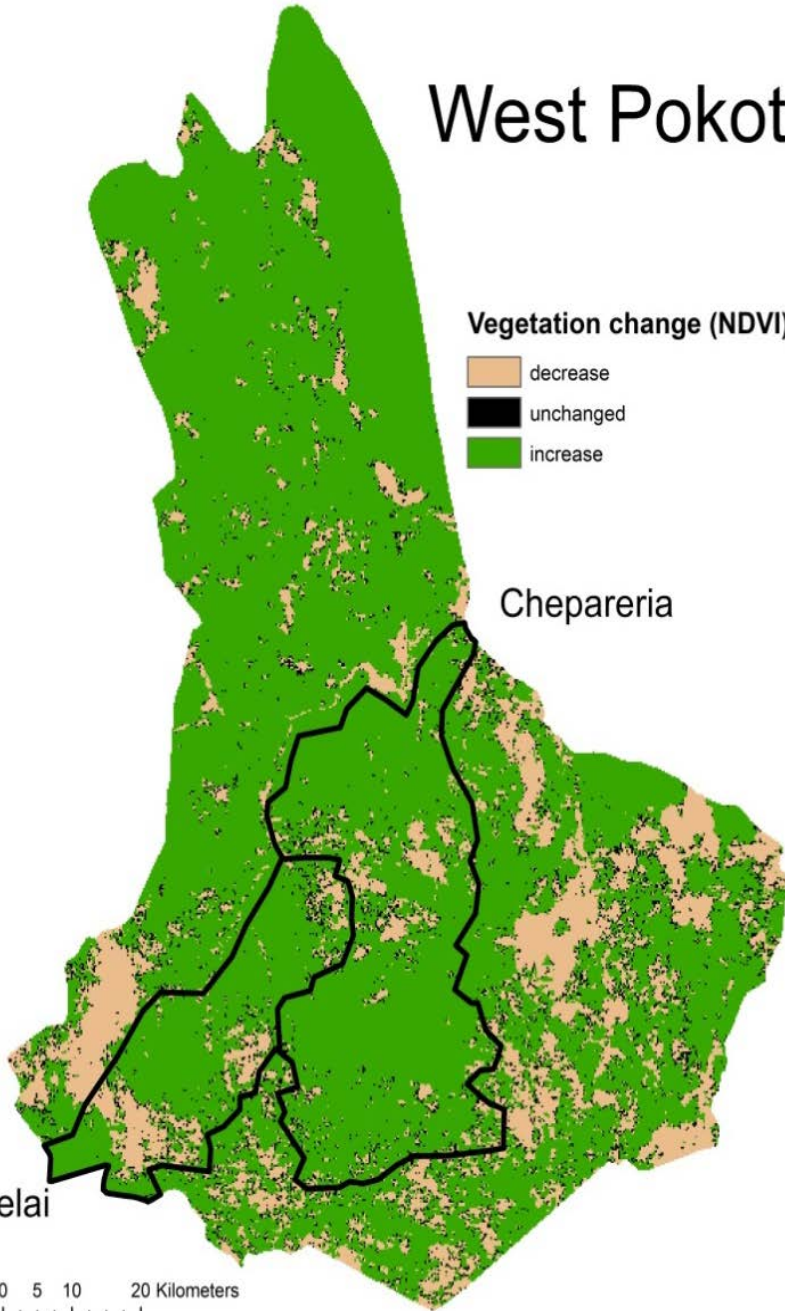 West Pokot
Vegetation change (NDVI)
decrease
unchanged
increase
Chepareria
elai
0 5 10 20 Kilometers